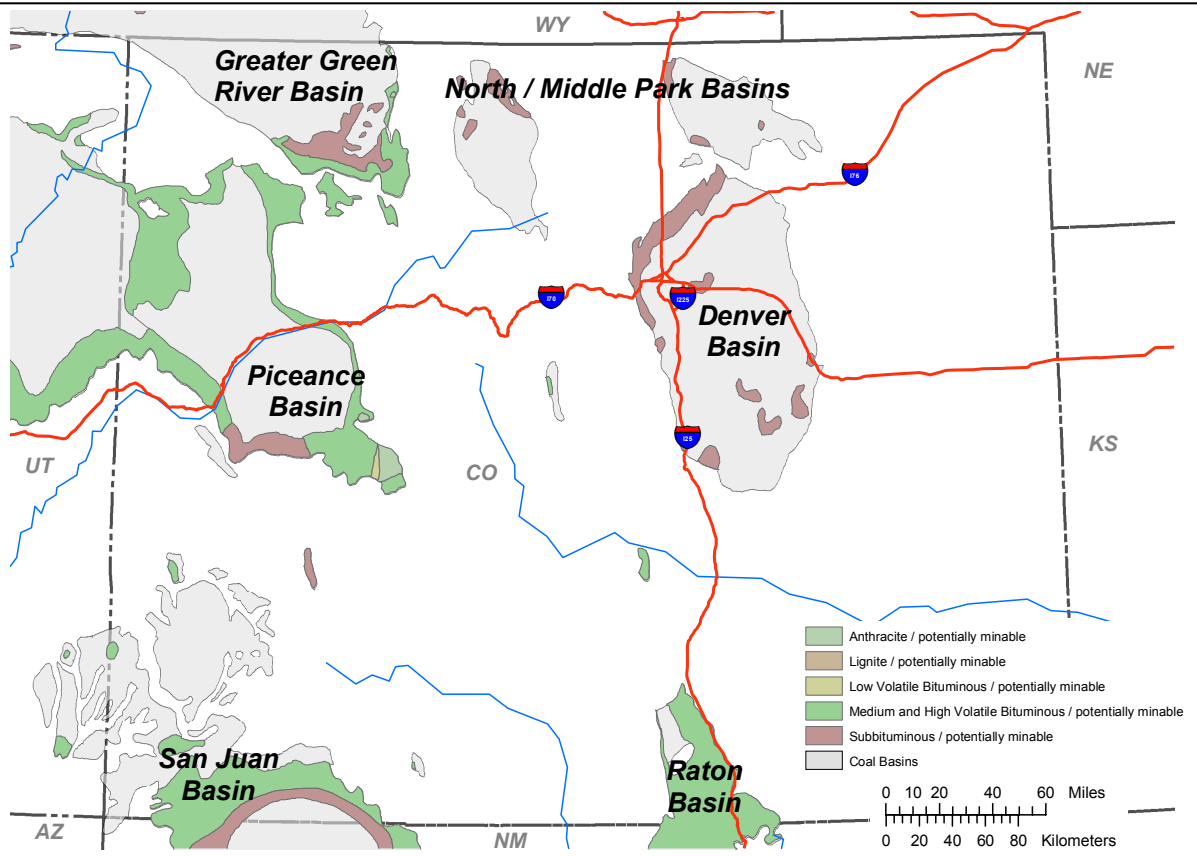 WY
Greater Green
River Basin
North / Middle Park Basins
NE
I76
I70
I225
Denver
Basin
Piceance
Basin
I25
UT
CO
KS
Anthracite / potentially minable
Lignite / potentially minable
Low Volatile Bituminous / potentially minable
Medium and High Volatile Bituminous / potentially minable
Subbituminous / potentially minable
Coal Basins
San Juan
Basin
Raton
Basin
0 10 20 40 60 Miles
0 20 40 60 80 Kilometers
AZ
NM